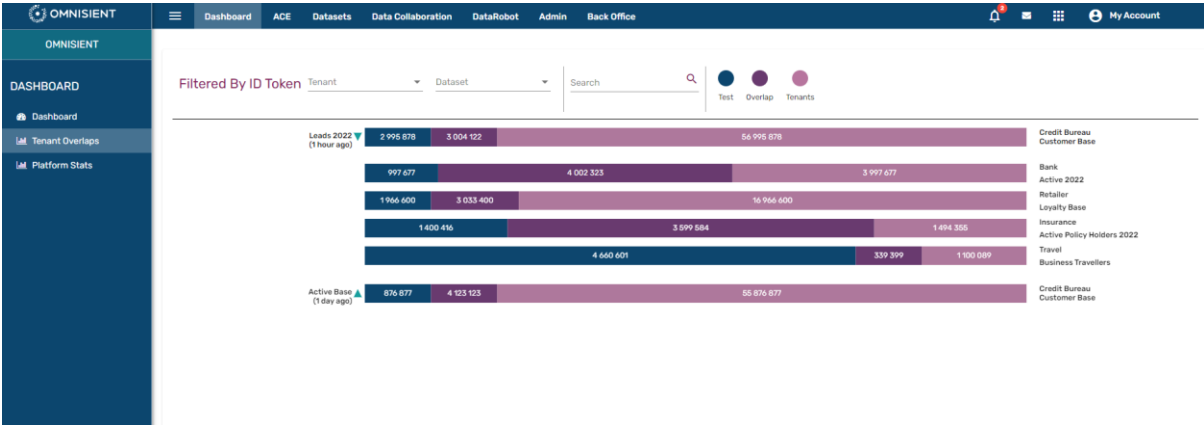 OMNISIENT
Dashboard ACE Datasets Data Collaboration DataRobot Admin Back Office 2 My Account
OMNISIENT
DASHBOARD
Dashboard
Tenant Overlaps
Platform Stats
Filtered By ID Token Tenant Dataset Search
Test Overlap Tenants
Leads 2022 2 995 878 3 004 122 56 995 878 Credit Bureau
(1 hour ago) Customer Base
997 677 4 002 323 3 997 677 Bank
Active 2022
1 966 600 3 033 400 16 966 600 Retailer
Loyalty Base
1 400 416 3 599 584 1 494 355 Insurance
Active Policy Holders 2022
4 660 601 339 399 1 100 089 Travel
Business Travellers
Active Base 876 877 4 123 123 55 876 877 Credit Bureau
(1 day ago) Customer Base